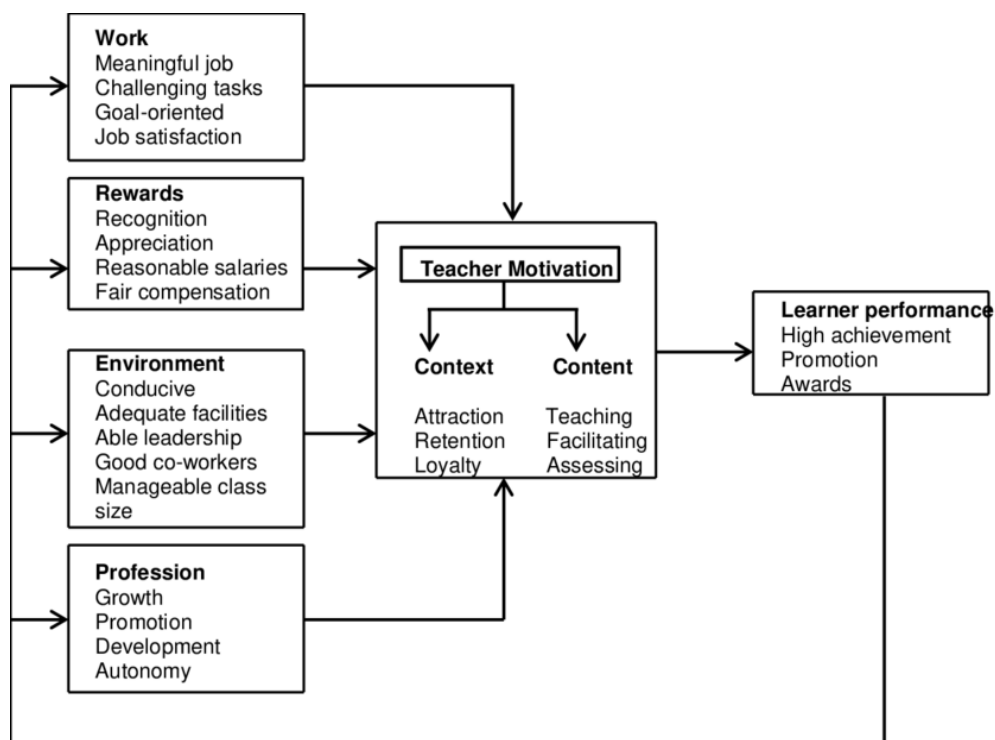 Work
Meaningful job
Challenging tasks
Goal-oriented
Job satisfaction
Rewards
Recognition
Appreciation
Reasonable salaries
Fair compensation
Environment
Conducive
Adequate facilities
Able leadership
Good co-workers
Manageable class
size
Profession
Growth
Promotion
Development
Autonomy
Teacher Motivation
Context
Attraction
Retention
Loyalty
Content
Teaching
Facilitating
Assessing
Learner performance
High achievement
Promotion
Awards